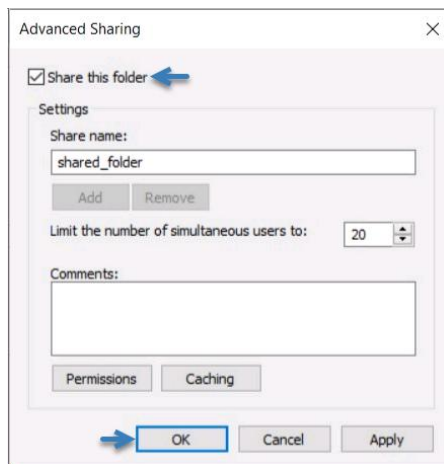 Advanced Sharing
Share this folder
Settings
Share name:
shared_folder
Add Remove
Limit the number of simultaneous users to: 20
Comments:
Permissions Caching
OK Cancel Apply